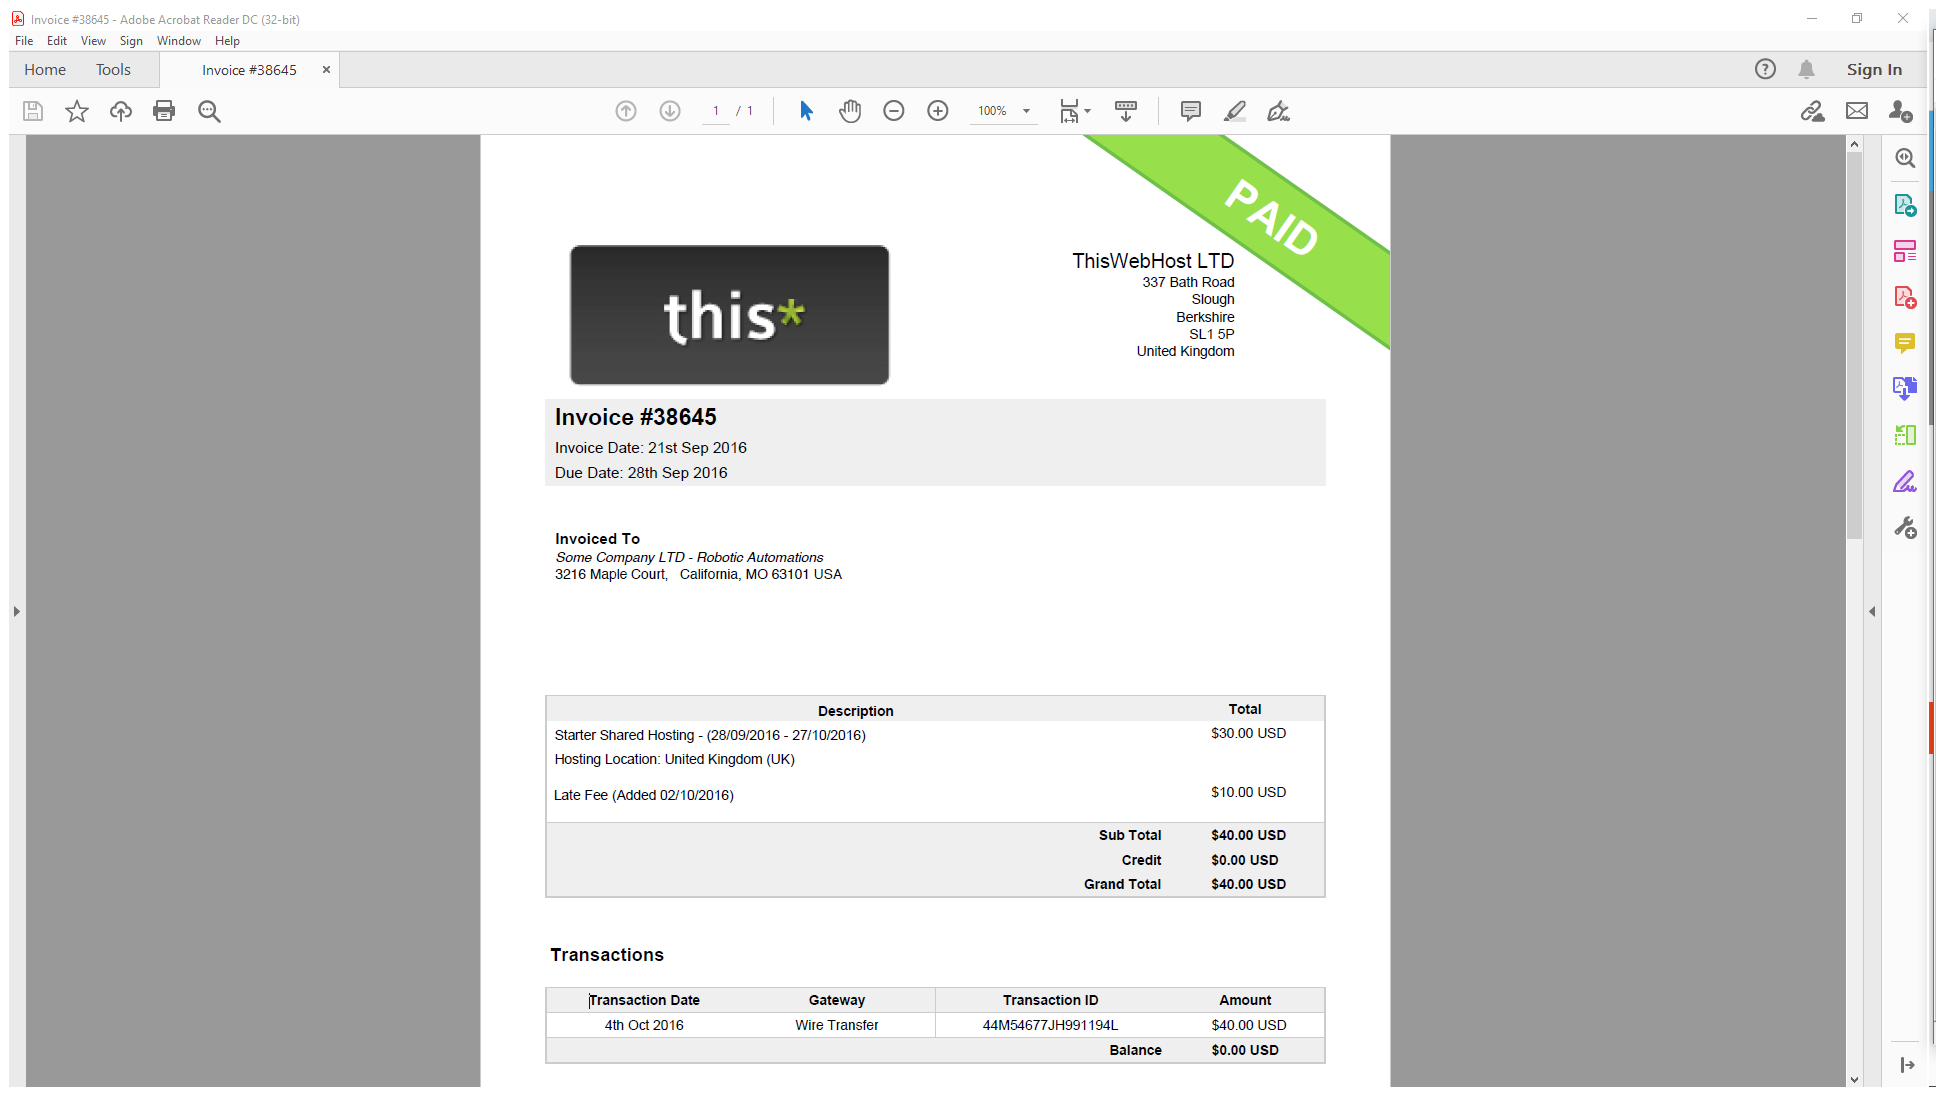 Invoice #38645 - Adobe Acrobat Reader DC (32-bit)
File Edit View Sign Window Help
Home Tools Invoice #38645 Sign In
1 / 1 100%
PAID
this*
ThisWebHost LTD
337 Bath Road
Slough
Berkshire
SL1 5P
United Kingdom
Invoice #38645
Invoice Date: 21st Sep 2016
Due Date: 28th Sep 2016
Invoiced To
Some Company LTD - Robotic Automations
3216 Maple Court, California, MO 63101 USA
Description Total
Starter Shared Hosting - (28/09/2016 - 27/10/2016) $30.00 USD
Hosting Location: United Kingdom (UK)
Late Fee (Added 02/10/2016) $10.00 USD
Sub Total $40.00 USD
Credit $0.00 USD
Grand Total $40.00 USD
Transactions
Transaction Date Gateway Transaction ID Amount
4th Oct 2016 Wire Transfer 44M54677JH991194L $40.00 USD
Balance $0.00 USD